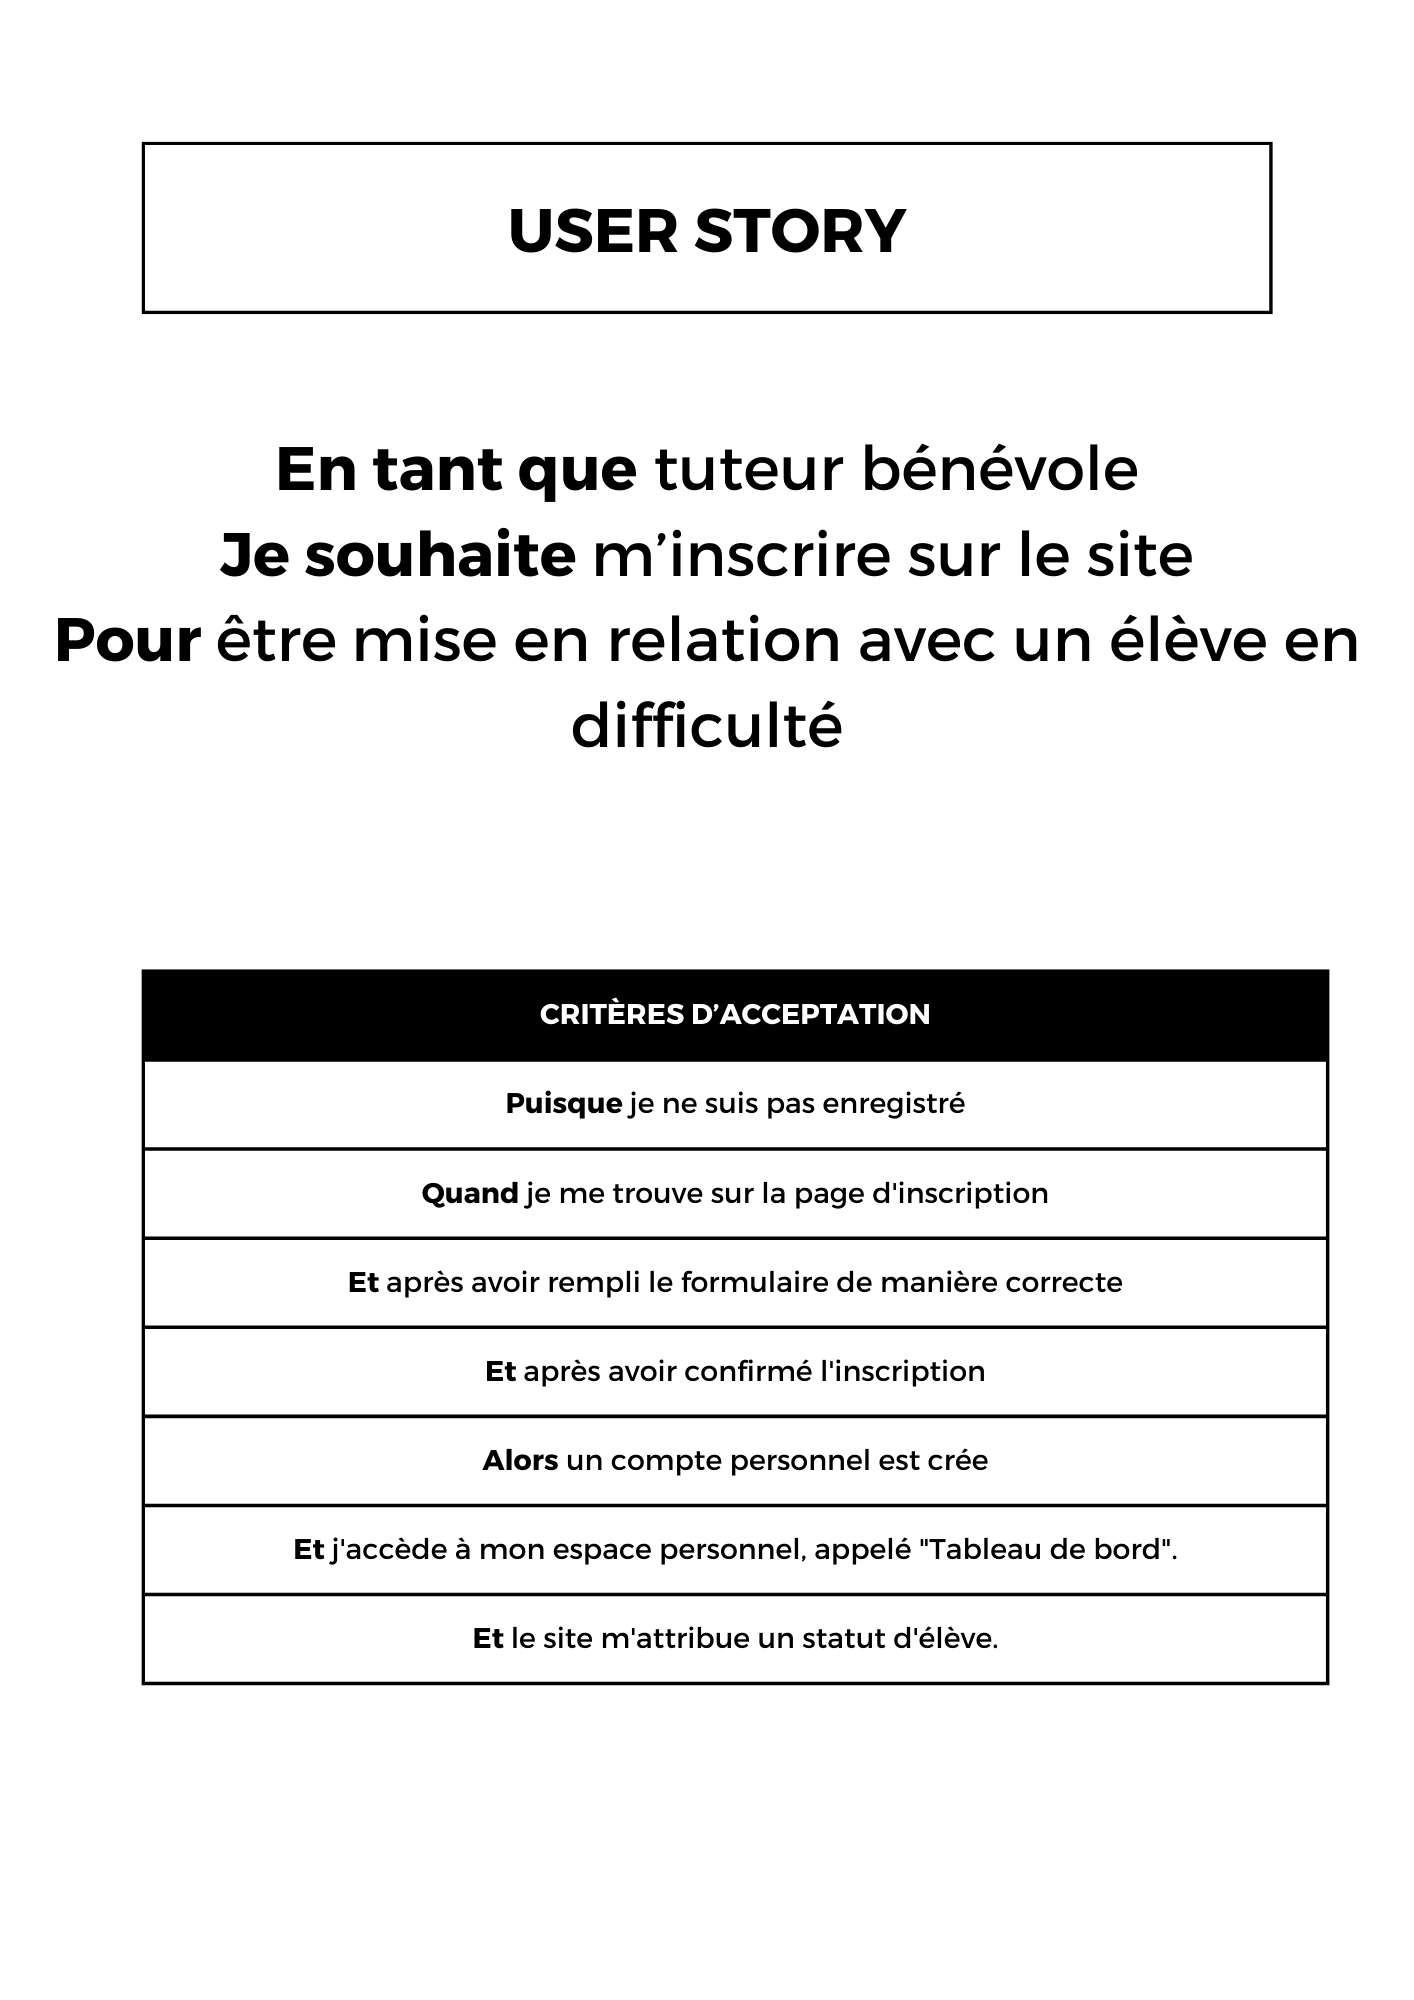 USER STORY
En tant que tuteur bénévole
Je souhaite m’inscrire sur le site
Pour être mise en relation avec un élève en
difficulté
CRITÈRES D’ACCEPTATION
Puisque je ne suis pas enregistré
Quand je me trouve sur la page d'inscription
Et après avoir rempli le formulaire de manière correcte
Et après avoir confirmé l'inscription
Alors un compte personnel est crée
Et j'accède à mon espace personnel, appelé "Tableau de bord".
Et le site m'attribue un statut d'élève.